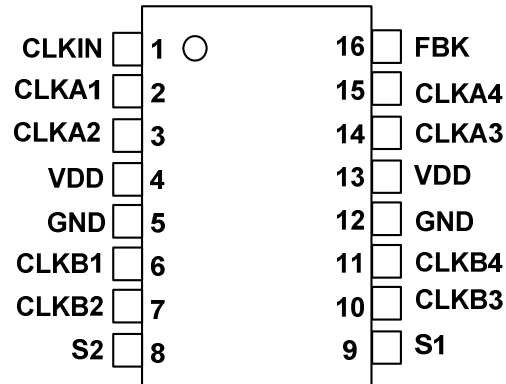 CLKIN 1 16 FBK
CLKA1 2 15 CLKA4
CLKA2 3 14 CLKA3
VDD 4 13 VDD
GND 5 12 GND
CLKB1 6 11 CLKB4
CLKB2 7 10 CLKB3
S2 8 9 S1